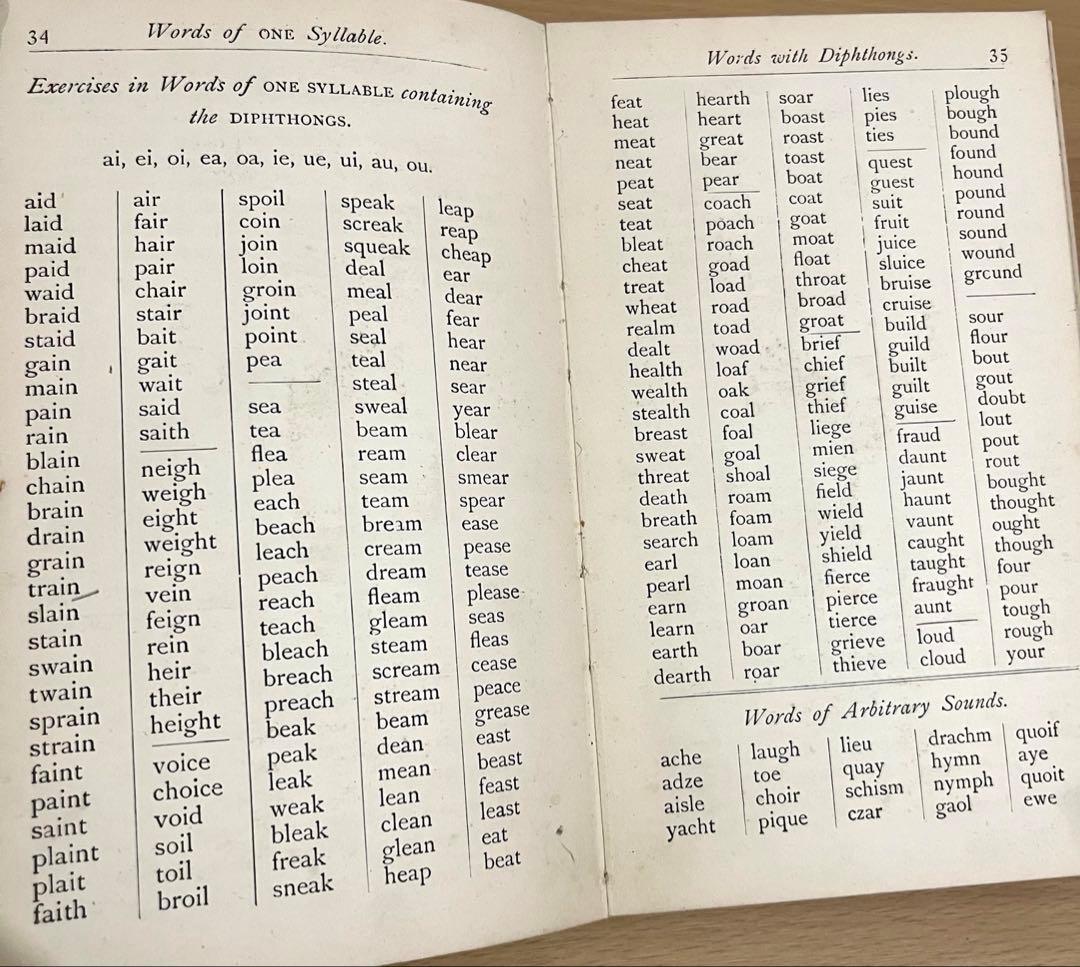 34
Words of ONE Syllable.
Exercises in Words of ONE SYLLABLE containing
the DIPHTHONGS.
ai, ei, oi, ea, oa, ie, ue, ui, au, ou.
aid
laid
maid
paid
waid
braid
staid
gain
main
pain
rain
blain
chain
brain
drain
grain
train
slain
stain
swain
twain
sprain
strain
faint
paint
saint
plaint
plait
faith
air
fair
hair
pair
chair
stair
bait
gait
wait
said
saith
neigh
weigh
eight
weight
reign
vein
feign
rein
heir
their
height
voice
choice
void
soil
toil
broil
spoil
coin
join
loin
groin
joint
point
pea
sea
tea
flea
plea
each
beach
leach
peach
reach
teach
bleach
breach
preach
beak
peak
leak
weak
bleak
freak
sneak
speak
screak
squeak
deal
meal
peal
seal
teal
steal
sweal
beam
ream
seam
team
bream
cream
dream
fleam
gleam
steam
scream
stream
beam
dean
mean
lean
clean
glean
heap
leap
reap
cheap
ear
dear
fear
hear
near
sear
year
blear
clear
smear
spear
ease
pease
tease
please
seas
fleas
cease
peace
grease
east
beast
feast
least
eat
beat
Words with Diphthongs.
35
feat
heat
meat
neat
peat
seat
teat
bleat
cheat
treat
wheat
realm
dealt
health
wealth
stealth
breast
sweat
threat
death
breath
search
earl
pearl
earn
learn
earth
dearth
hearth
heart
great
bear
pear
coach
poach
roach
goad
load
road
toad
woad
loaf
oak
coal
foal
goal
shoal
roam
foam
loam
loan
moan
groan
oar
boar
roar
soar
boast
roast
toast
boat
coat
goat
moat
float
throat
broad
groat
brief
chief
grief
thief
liege
mien
siege
field
wield
yield
shield
fierce
pierce
tierce
grieve
thieve
lies
pies
ties
quest
guest
suit
fruit
juice
sluice
bruise
cruise
build
guild
built
guilt
guise
fraud
daunt
jaunt
haunt
vaunt
caught
taught
fraught
aunt
loud
cloud
plough
bough
bound
found
hound
pound
round
sound
wound
ground
sour
flour
bout
gout
doubt
lout
pout
rout
bought
thought
ought
though
four
pour
tough
rough
your
Words of Arbitrary Sounds.
ache
adze
aisle
yacht
laugh
toe
choir
pique
lieu
quay
schism
czar
drachm
hymn
nymph
gaol
quoif
aye
quoit
ewe